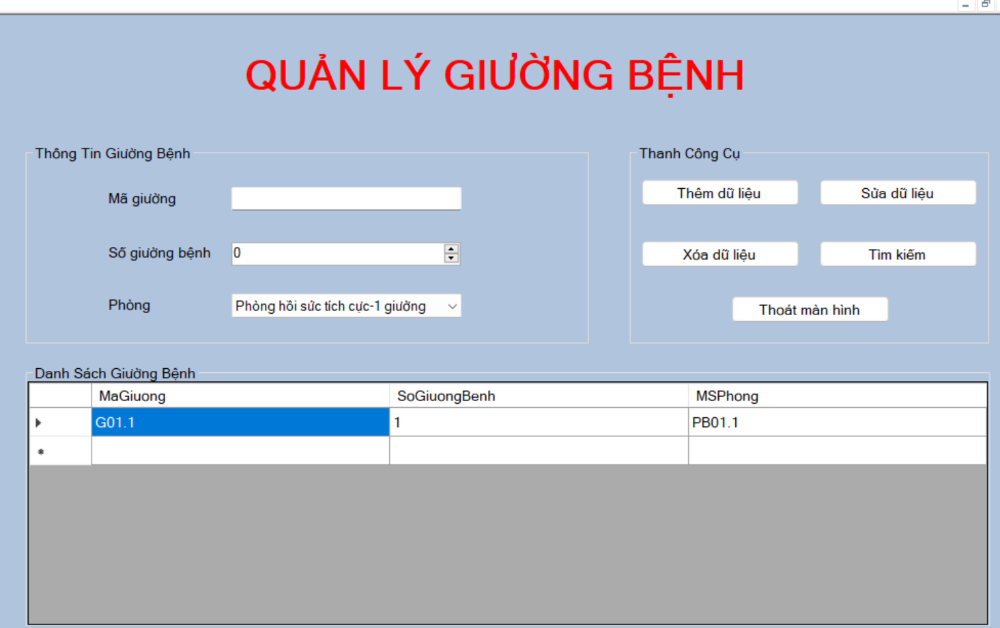 QUẢN LÝ GIƯỜNG BỆNH
Thông Tin Giường Bệnh
Mã giường
Số giường bệnh 0
Phòng Phòng hồi sức tích cực-1 giường
Thanh Công Cụ
Thêm dữ liệu Sửa dữ liệu
Xóa dữ liệu Tìm kiếm
Thoát màn hình
Danh Sách Giường Bệnh
MaGiuong SoGiuongBenh MSPhong
G01.1 1 PB01.1